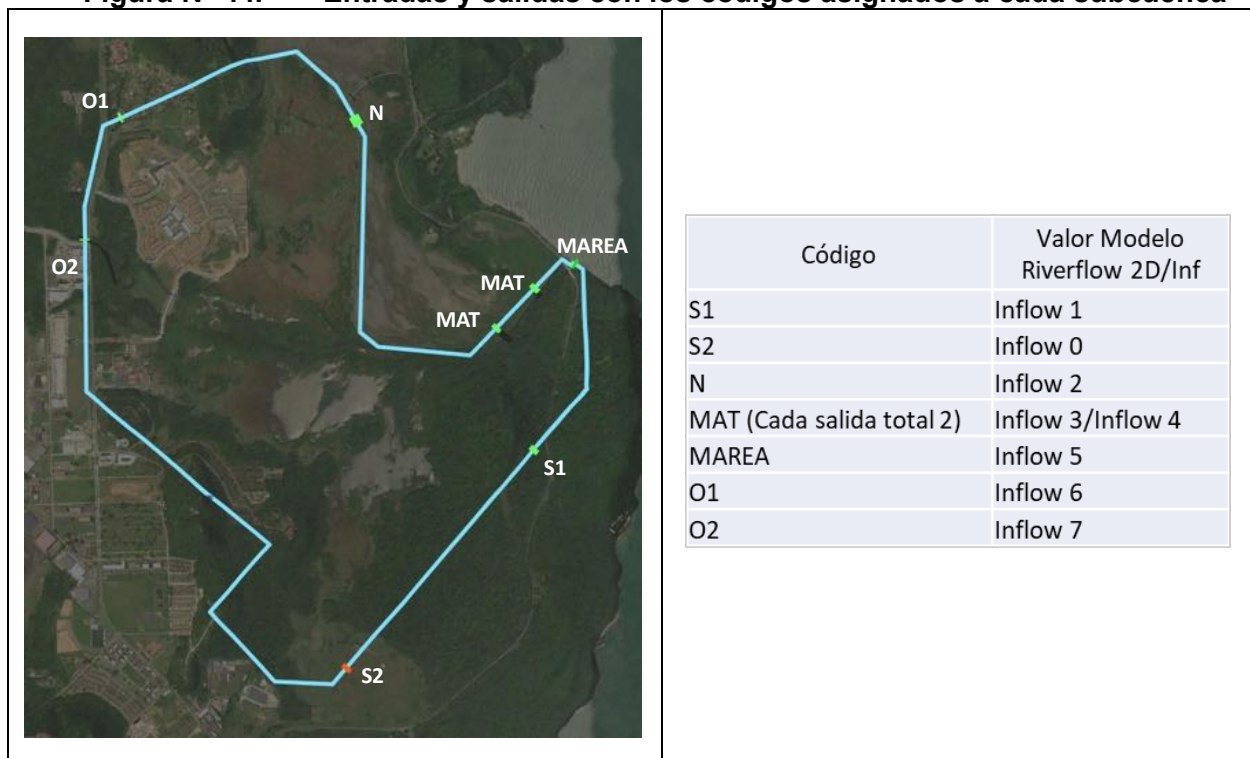 Entradas y salidas con los códigos asignados a cada subcuenca
O1
N
O2
MAREA
MAT
MAT
S1
S2
Código
Valor Modelo
Riverflow 2D/Inf
S1
Inflow 1
S2
Inflow 0
N
Inflow 2
MAT (Cada salida total 2)
Inflow 3/Inflow 4
MAREA
Inflow 5
O1
Inflow 6
O2
Inflow 7